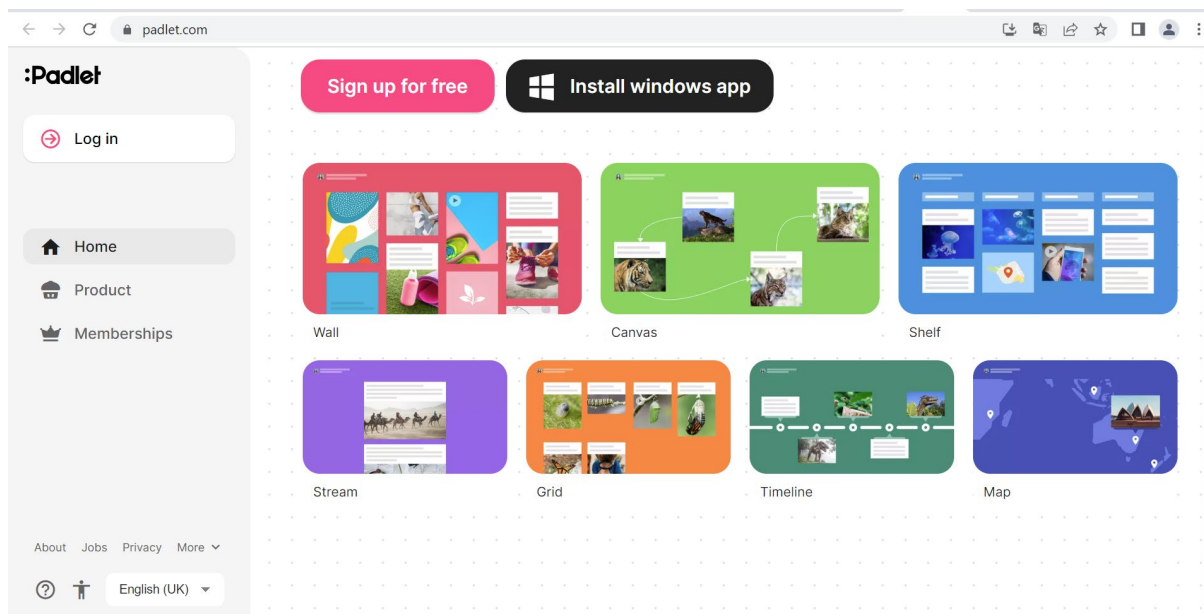 padlet.com
:Padlet
Log in
Home
Product
Memberships
About Jobs Privacy More
English (UK)
Sign up for free
Install windows app
Wall
Canvas
Shelf
Stream
Grid
Timeline
Map